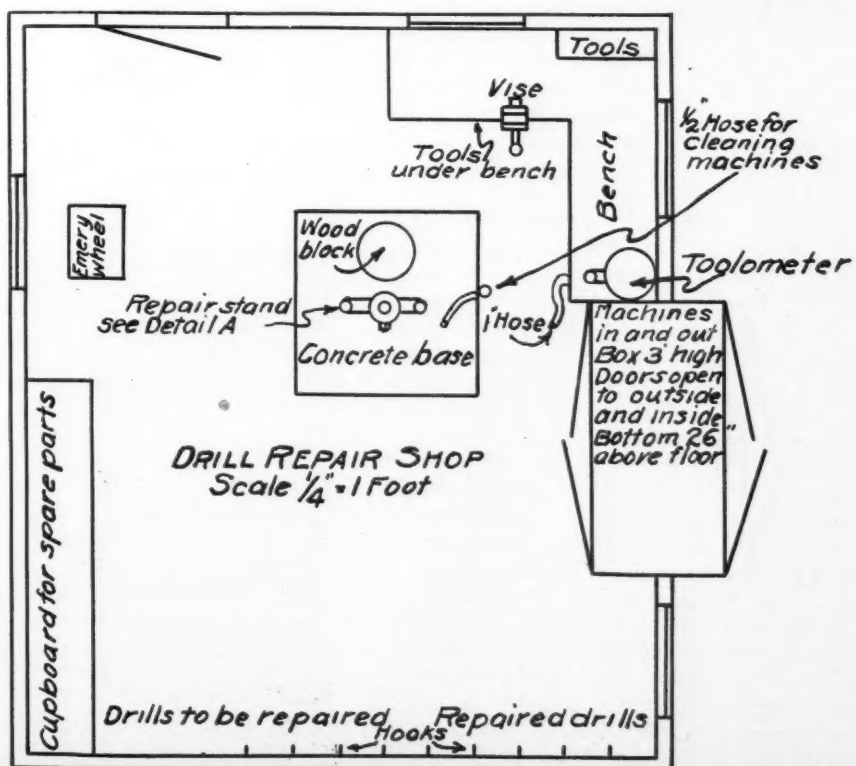 Tools
Vise
1/2" Hose for
cleaning
machines
Tools
under bench
Bench
Emery
wheel
Wood
block
Toolometer
Repair stand
see Detail A
1" Hose
Concrete base
Machines
in and out
Box 3' high
Doors open
to outside
and inside
Bottom 26"
above floor
DRILL REPAIR SHOP
Scale 1/4" = 1 Foot
Cupboard for spare parts
Drills to be repaired
Repaired drills
Hooks